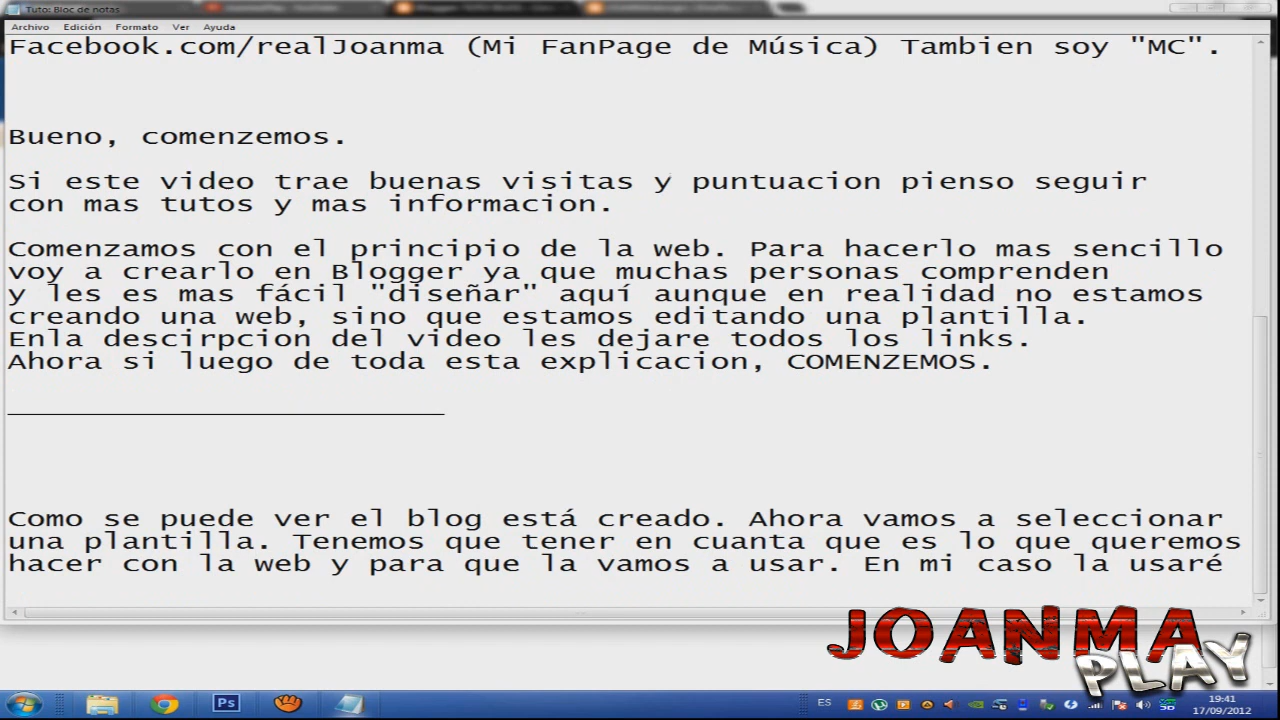 Tuto: Bloc de notas
Archivo Edición Formato Ver Ayuda
Facebook.com/realJoanma (Mi FanPage de Música) Tambien soy "MC".
Bueno, comenzemos.
Si este video trae buenas visitas y puntuacion pienso seguir
con mas tutos y mas informacion.
Comenzamos con el principio de la web. Para hacerlo mas sencillo
voy a crearlo en Blogger ya que muchas personas comprenden
y les es mas fácil "diseñar" aquí aunque en realidad no estamos
creando una web, sino que estamos editando una plantilla.
Enla descirpcion del video les dejare todos los links.
Ahora si luego de toda esta explicacion, COMENZEMOS.
Como se puede ver el blog está creado. Ahora vamos a seleccionar
una plantilla. Tenemos que tener en cuanta que es lo que queremos
hacer con la web y para que la vamos a usar. En mi caso la usaré
JOANMA
PLAY
Ps
ES
19:41
17/09/2012